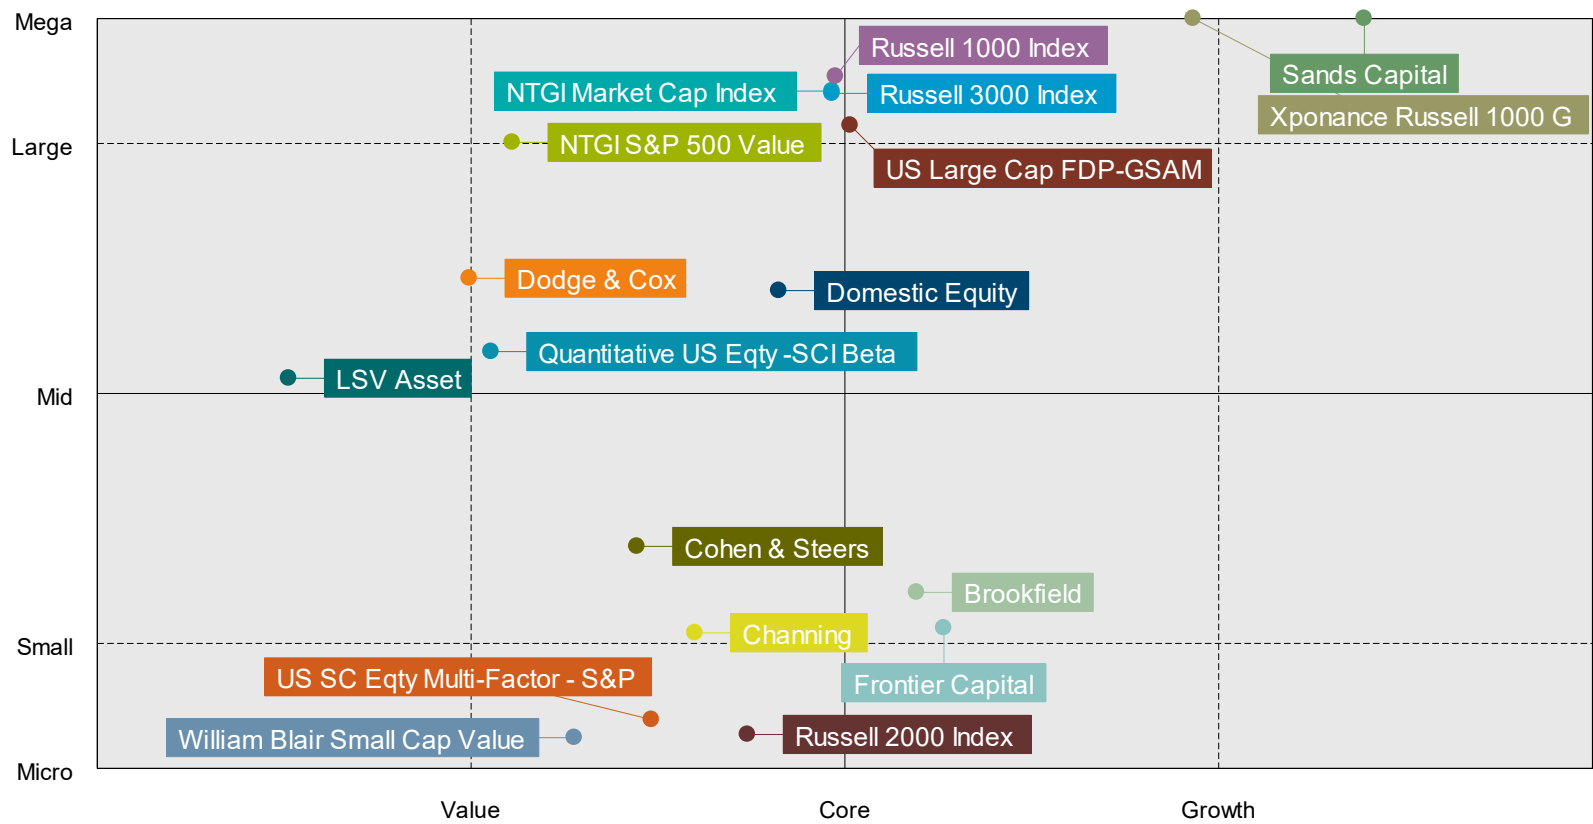 Mega
Russell 1000 Index
Sands Capital
NTGI Market Cap Index
Russell 3000 Index
Xponance Russell 1000 G
Large
NTGI S&P 500 Value
US Large Cap FDP-GSAM
Dodge & Cox
Domestic Equity
Quantitative US Eqty -SCI Beta
LSV Asset
Mid
Cohen & Steers
Brookfield
Channing
Small
US SC Eqty Multi-Factor - S&P
Frontier Capital
William Blair Small Cap Value
Russell 2000 Index
Micro
Value
Core
Growth